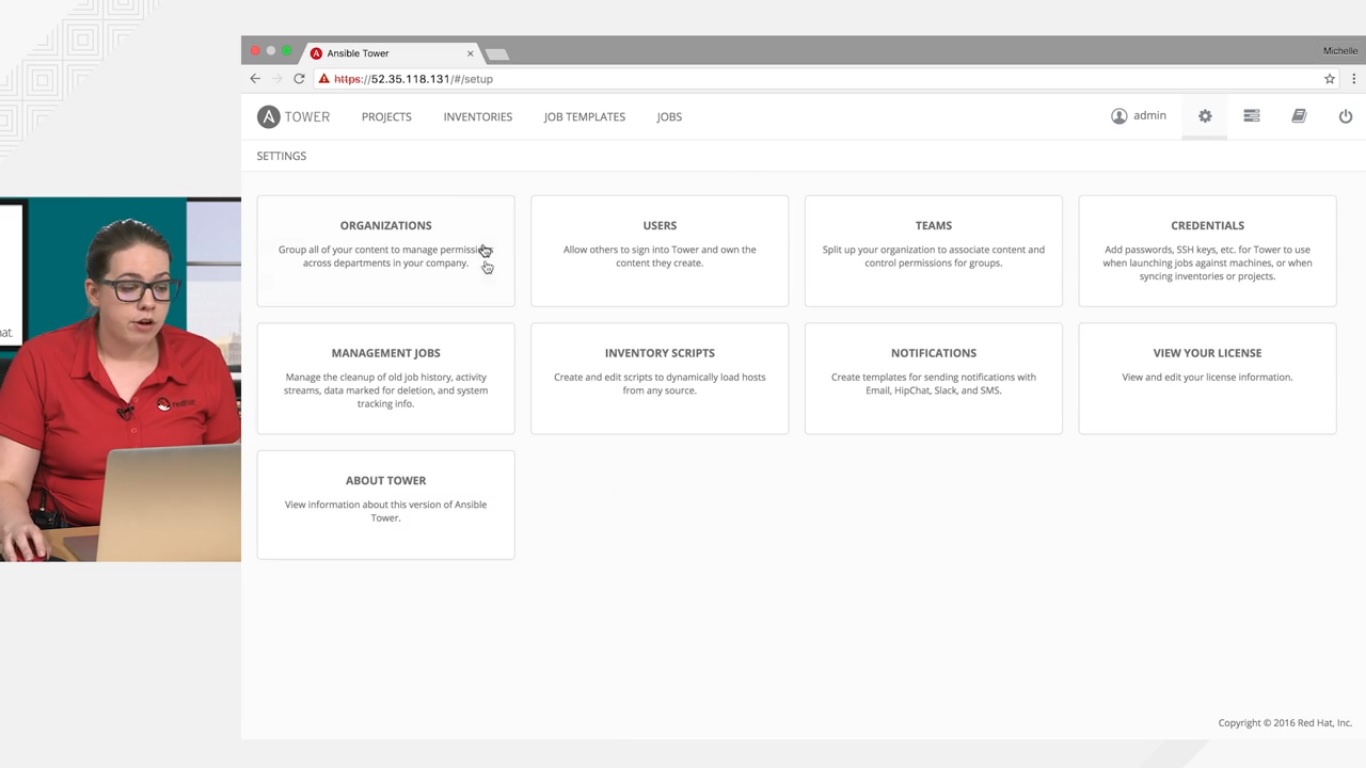 Ansible Tower
Michelle
https://52.35.118.131/#/setup
A TOWER PROJECTS INVENTORIES JOB TEMPLATES JOBS admin
SETTINGS
ORGANIZATIONS
Group all of your content to manage
across departments in your company.
USERS
Allow others to sign into Tower and own the
content they create.
TEAMS
Split up your organization to associate content and
control permissions for groups.
CREDENTIALS
Add passwords, SSH keys, etc. for Tower to use
when launching jobs against machines, or when
syncing inventories or projects.
MANAGEMENT JOBS
Manage the cleanup of old job history, activity
streams, data marked for deletion, and system
tracking info.
INVENTORY SCRIPTS
Create and edit scripts to dynamically load hosts
from any source.
NOTIFICATIONS
Create templates for sending notifications with
Email, HipChat, Slack, and SMS.
VIEW YOUR LICENSE
View and edit your license information.
ABOUT TOWER
View information about this version of Ansible
Tower.
redhat
Copyright © 2016 Red Hat, Inc.